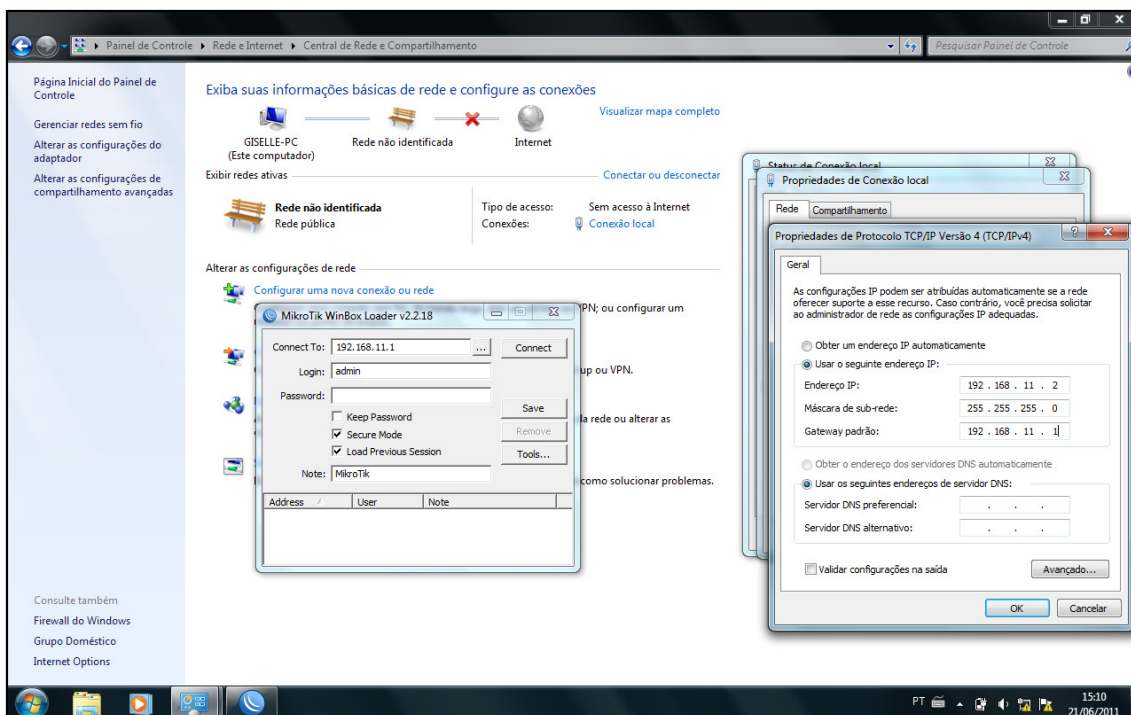 Painel de Controle ▸ Rede e Internet ▸ Central de Rede e Compartilhamento
Pesquisar Painel de Controle
Página Inicial do Painel de
Controle
Gerenciar redes sem fio
Alterar as configurações do
adaptador
Alterar as configurações de
compartilhamento avançadas
Consulte também
Firewall do Windows
Grupo Doméstico
Internet Options
Exiba suas informações básicas de rede e configure as conexões
Visualizar mapa completo
GISELLE-PC
(Este computador)
Rede não identificada
Internet
Exibir redes ativas
Conectar ou desconectar
Rede não identificada
Rede pública
Tipo de acesso:
Sem acesso à Internet
Conexões:
Conexão local
Alterar as configurações de rede
Configurar uma nova conexão ou rede
VPN; ou configurar um
up ou VPN.
da rede ou alterar as
como solucionar problemas.
MikroTik WinBox Loader v2.2.18
Connect To:
192.168.11.1
...
Connect
Login:
admin
Password:
Keep Password
Secure Mode
Load Previous Session
Save
Remove
Tools...
Note:
MikroTik
Address
User
Note
Status de Conexão local
Propriedades de Conexão local
Rede
Compartilhamento
Propriedades de Protocolo TCP/IP Versão 4 (TCP/IPv4)
Geral
As configurações IP podem ser atribuídas automaticamente se a rede
oferecer suporte a esse recurso. Caso contrário, você precisa solicitar
ao administrador de rede as configurações IP adequadas.
Obter um endereço IP automaticamente
Usar o seguinte endereço IP:
Endereço IP:
192 . 168 . 11 . 2
Máscara de sub-rede:
255 . 255 . 255 . 0
Gateway padrão:
192 . 168 . 11 . 1
Obter o endereço dos servidores DNS automaticamente
Usar os seguintes endereços de servidor DNS:
Servidor DNS preferencial:
Servidor DNS alternativo:
Validar configurações na saída
Avançado...
OK
Cancelar
PT
15:10
21/06/2011